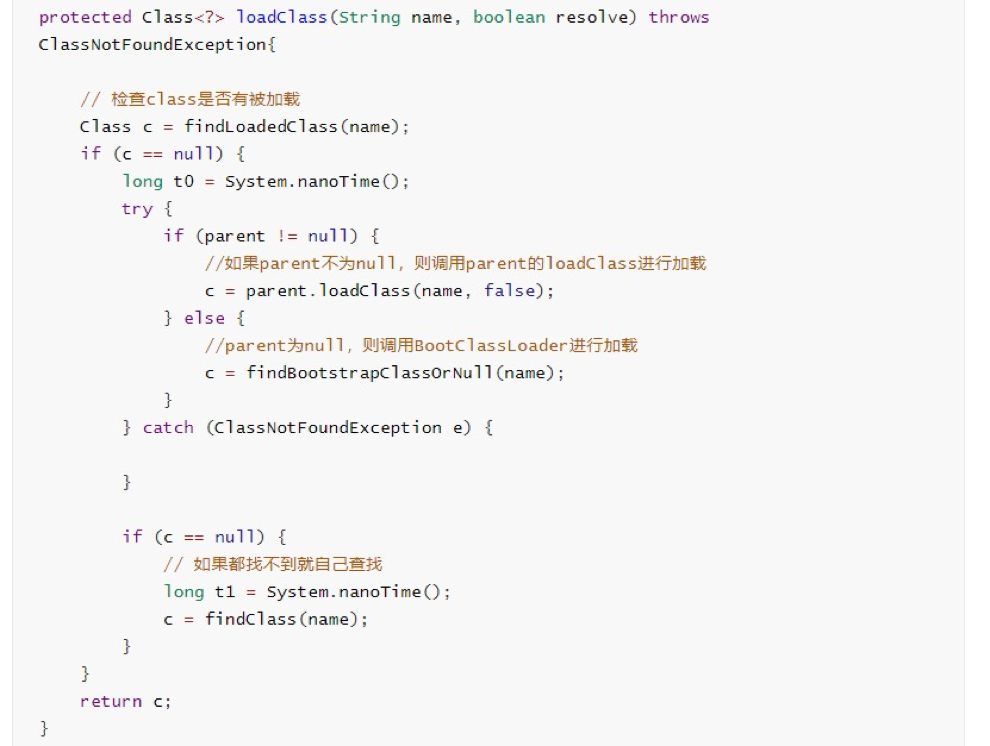 protected Class<?> loadClass(String name, boolean resolve) throws
ClassNotFoundException{
// 检查class是否有被加载
Class c = findLoadedClass(name);
if (c == null) {
long t0 = System.nanoTime();
try {
if (parent != null) {
//如果parent不为null，则调用parent的loadClass进行加载
c = parent.loadClass(name, false);
} else {
//parent为null，则调用BootClassLoader进行加载
c = findBootstrapClassOrNull(name);
}
} catch (ClassNotFoundException e) {
}
if (c == null) {
// 如果都找不到就自己查找
long t1 = System.nanoTime();
c = findClass(name);
}
}
return c;
}